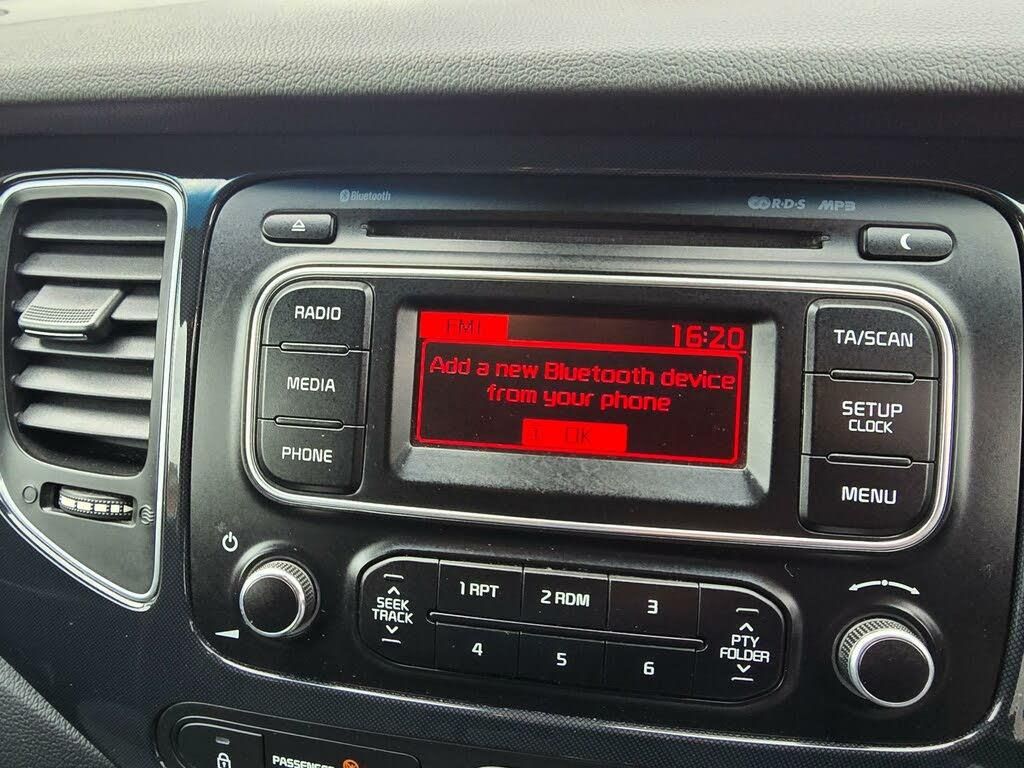 Bluetooth
R·D·S MP3
RADIO
MEDIA
PHONE
FM1
16:20
Add a new Bluetooth device
from your phone
OK
TA/SCAN
SETUP
CLOCK
MENU
SEEK
TRACK
1 RPT
2 RDM
3
4
5
6
PTY
FOLDER
PASSENGER